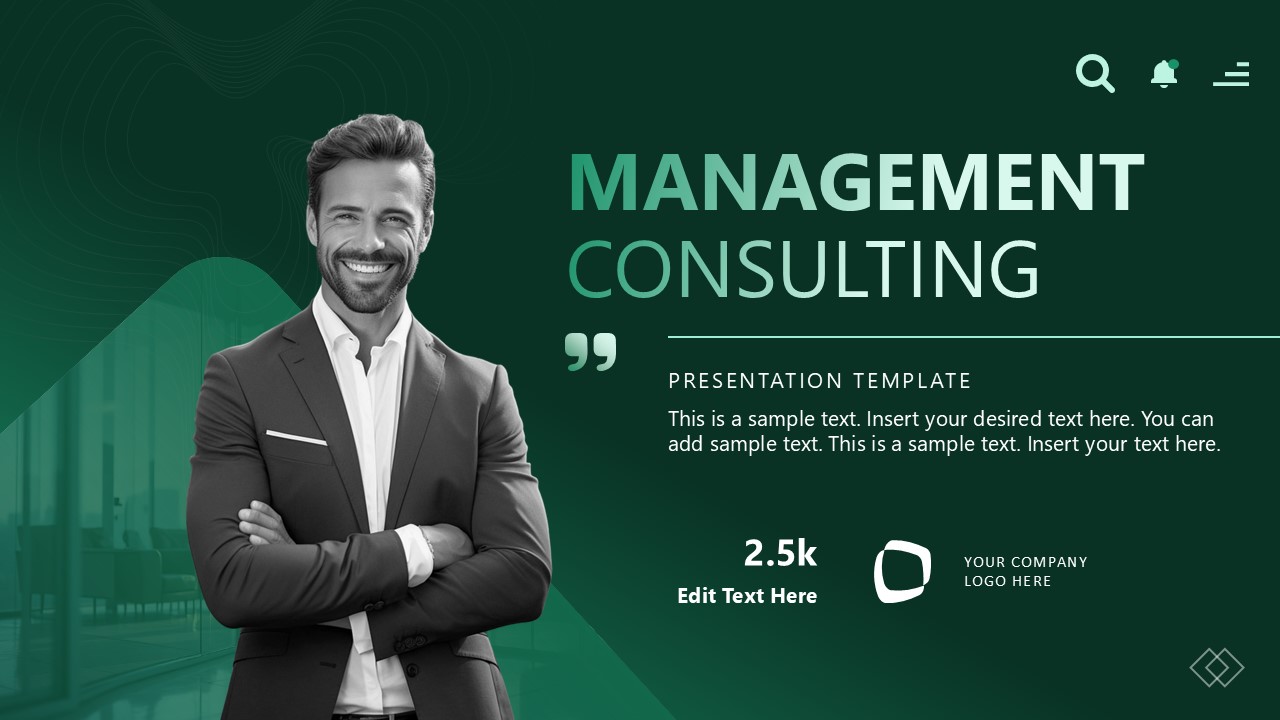 MANAGEMENT
CONSULTING
PRESENTATION TEMPLATE
This is a sample text. Insert your desired text here. You can
add sample text. This is a sample text. Insert your text here.
2.5k
Edit Text Here
YOUR COMPANY
LOGO HERE